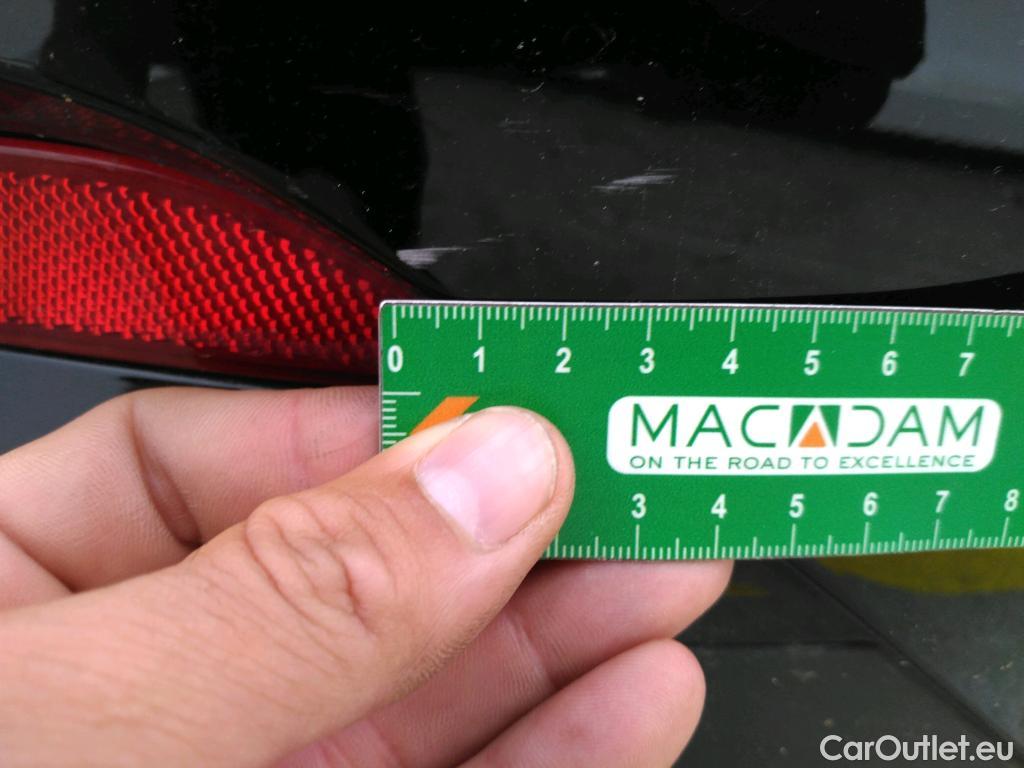 0 1 2 3 4 5 6 7
MACADAM
ON THE ROAD TO EXCELLENCE
3 4 5 6 7 8
CarOutlet.eu